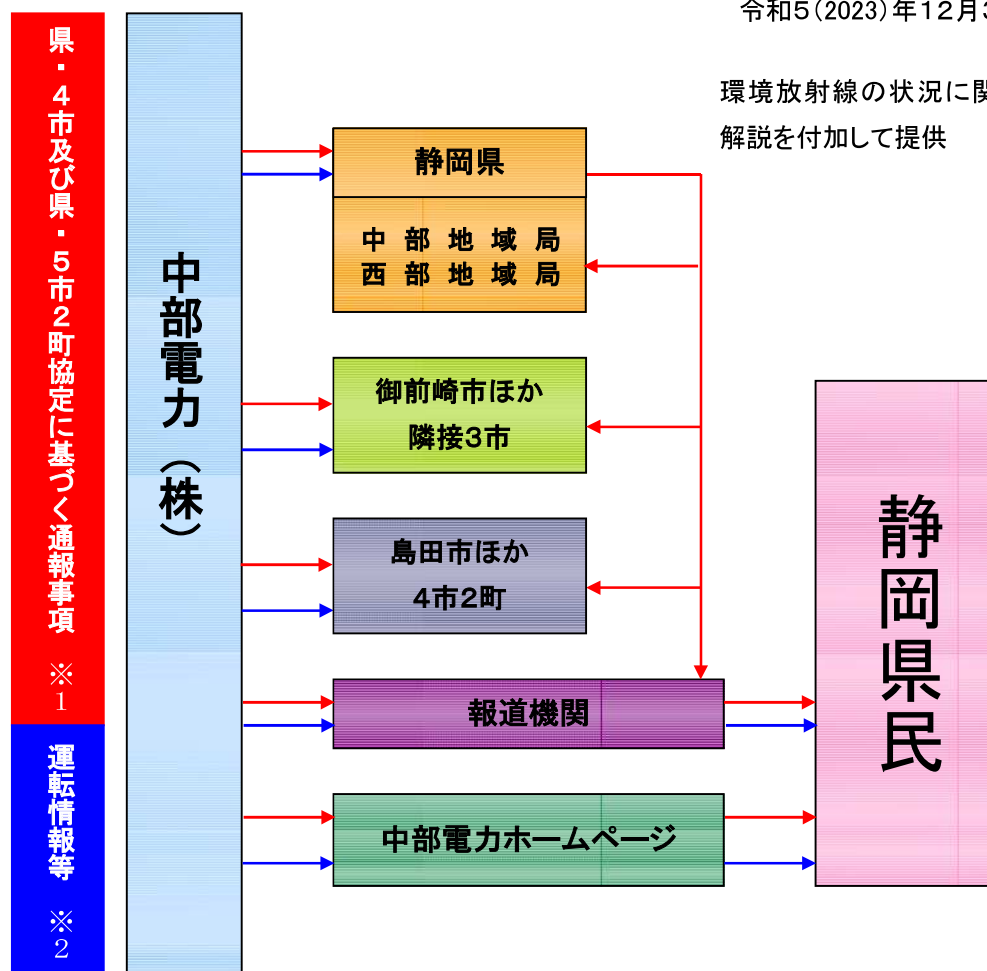 令和5(2023)年12月3
環境放射線の状況に関
解説を付加して提供
県・4市及び県・5市2町協定に基づく通報事項 ※1
運転情報等 ※2
中部電力(株)
静岡県
中部地域局
西部地域局
御前崎市ほか
隣接3市
島田市ほか
4市2町
報道機関
中部電力ホームページ
静岡県民